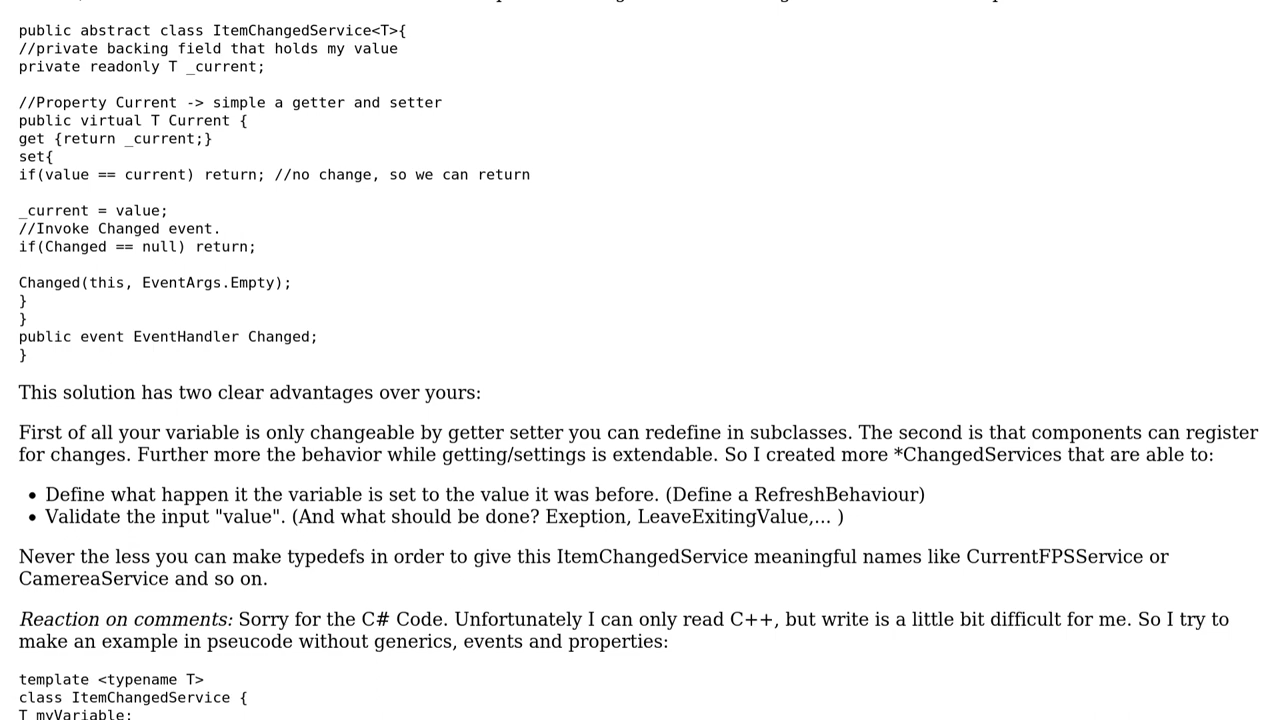 public abstract class ItemChangedService<T>{
//private backing field that holds my value
private readonly T _current;
//Property Current -> simple a getter and setter
public virtual T Current {
get {return _current;}
set{
if(value == current) return; //no change, so we can return
_current = value;
//Invoke Changed event.
if(Changed == null) return;
Changed(this, EventArgs.Empty);
}
}
public event EventHandler Changed;
}
This solution has two clear advantages over yours:
First of all your variable is only changeable by getter setter you can redefine in subclasses. The second is that components can register
for changes. Further more the behavior while getting/settings is extendable. So I created more *ChangedServices that are able to:
• Define what happen it the variable is set to the value it was before. (Define a RefreshBehaviour)
• Validate the input "value". (And what should be done? Exeption, LeaveExitingValue,... )
Never the less you can make typedefs in order to give this ItemChangedService meaningful names like CurrentFPSService or
CamereaService and so on.
Reaction on comments: Sorry for the C# Code. Unfortunately I can only read C++, but write is a little bit difficult for me. So I try to
make an example in pseucode without generics, events and properties:
template <typename T>
class ItemChangedService {
T myVariable;